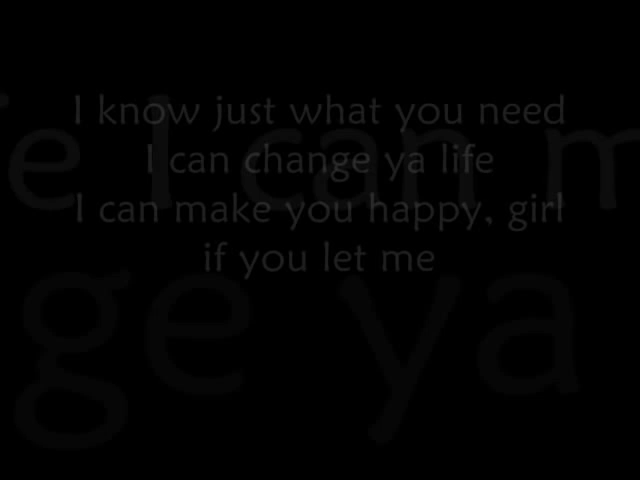 I know just what you need
I can change ya life
I can make you happy, girl
if you let me
e I can m
ge ya